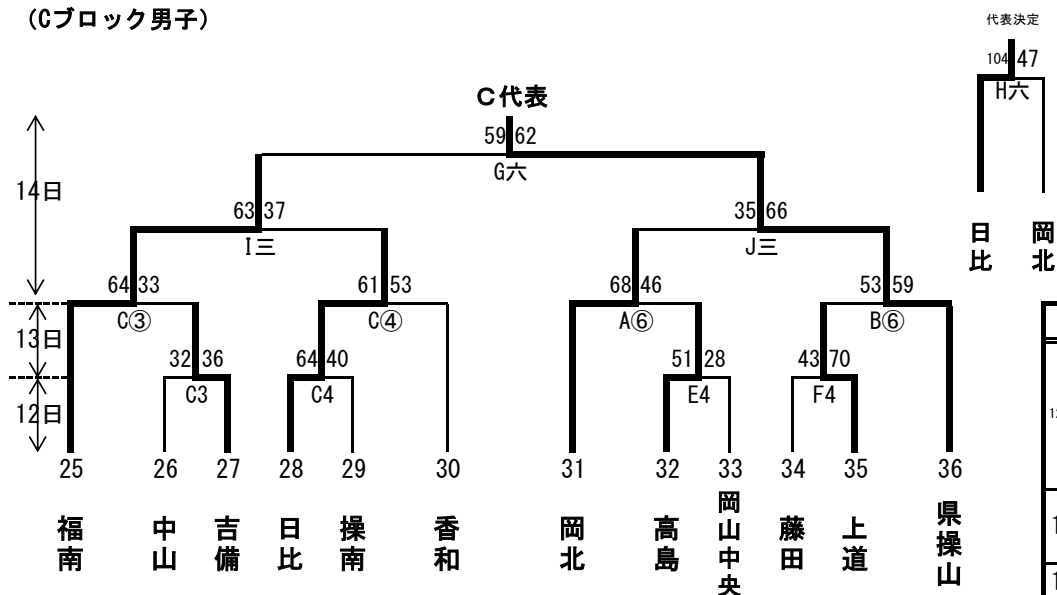 (Cブロック男子)
代表決定
104 47
H六
日比 岡北
C代表
59 62
G六
14日
63 37
I三
35 66
J三
64 33
C③
61 53
C④
68 46
A⑥
53 59
B⑥
13日
32 36
C3
64 40
C4
51 28
E4
43 70
F4
12日
25 26 27 28 29 30 31 32 33 34 35 36
福南 中山 吉備 日比 操南 香和 岡北 高島 岡山中央 藤田 上道 県操山